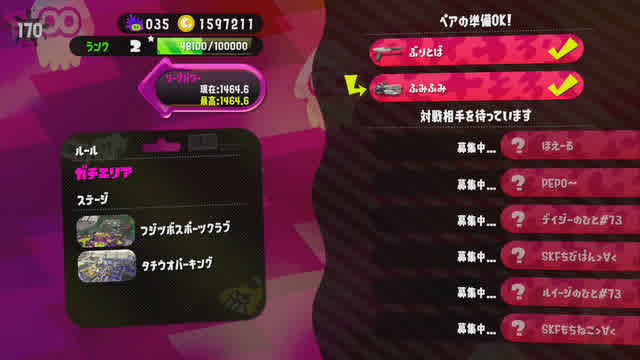 170
035
1597211
ランク 2 48100/100000
リーグパワー
現在:1464.6
最高:1464.6
ルール
ガチエリア
ステージ
フジツボスポーツクラブ
タチウオパーキング
ペアの準備OK!
ぷりとば
ふみふみ
対戦相手を待っています
募集中... ? ほえーる
募集中... ? PEPO～
募集中... ? デイジーのひと#73
募集中... ? SKFちびぱん>∀<
募集中... ? ルイージのひと#73
募集中... ? SKFもちねこ>∀<